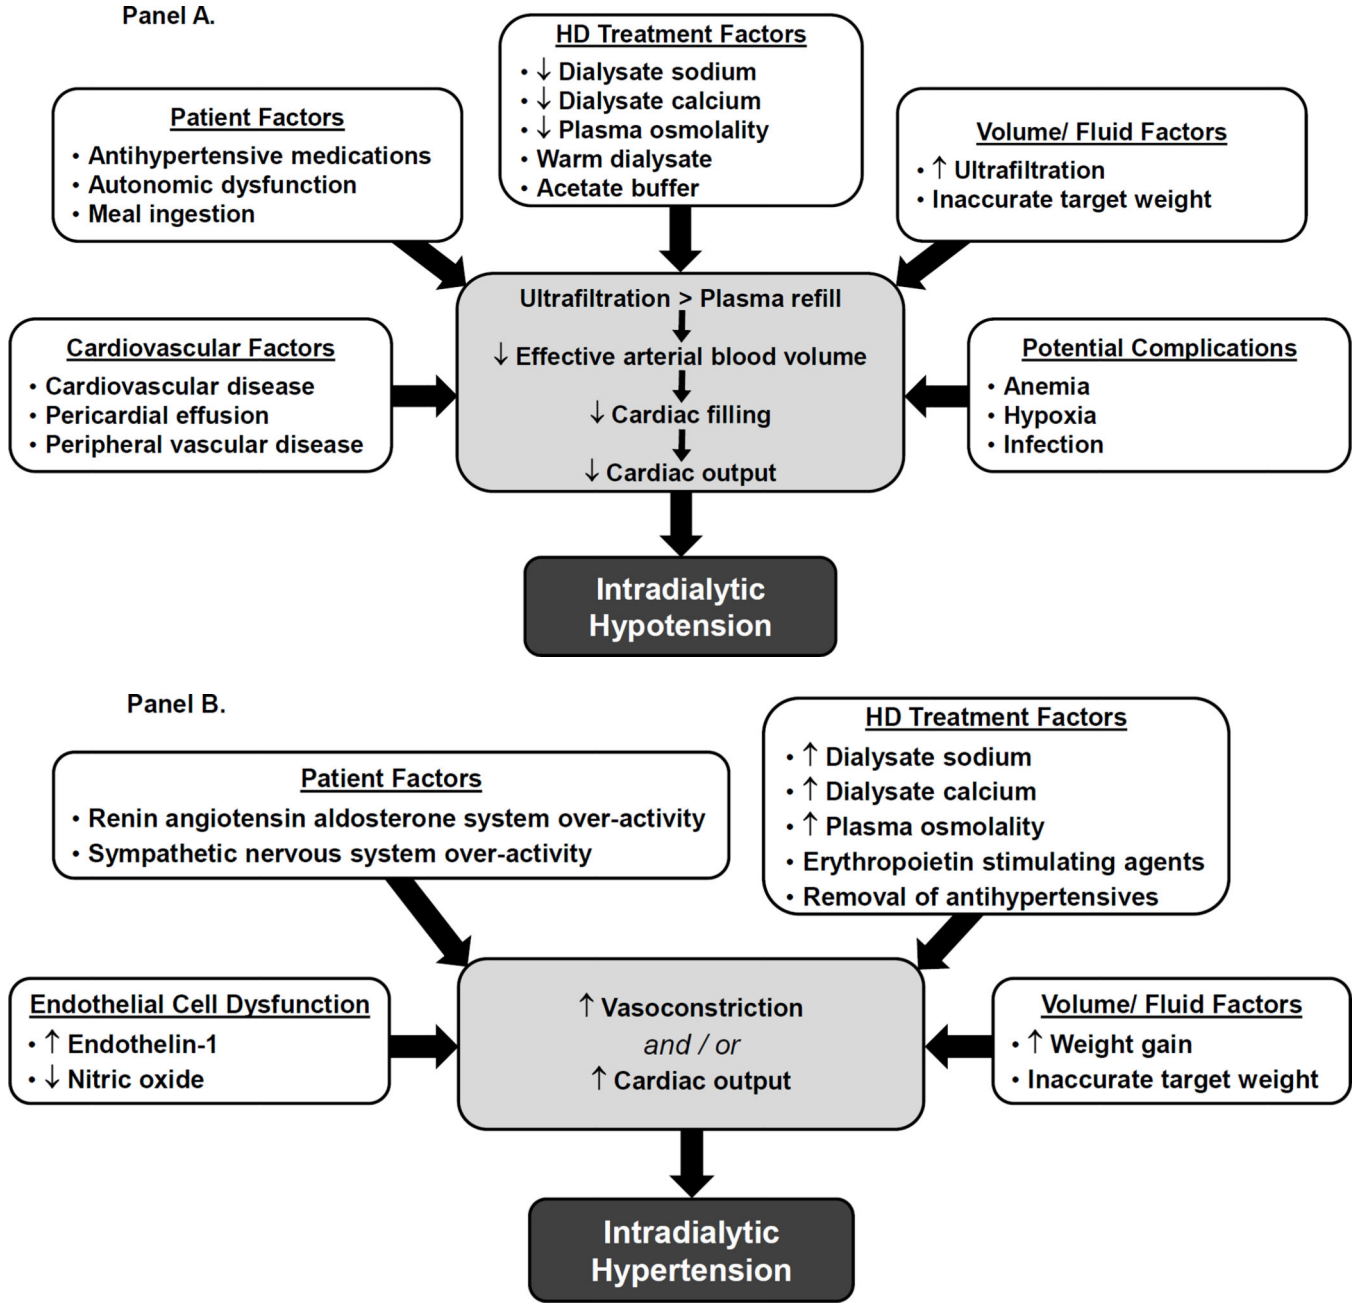 Panel A.
HD Treatment Factors
• ↓ Dialysate sodium
• ↓ Dialysate calcium
• ↓ Plasma osmolality
• Warm dialysate
• Acetate buffer
Patient Factors
• Antihypertensive medications
• Autonomic dysfunction
• Meal ingestion
Volume/ Fluid Factors
• ↑ Ultrafiltration
• Inaccurate target weight
Cardiovascular Factors
• Cardiovascular disease
• Pericardial effusion
• Peripheral vascular disease
Ultrafiltration > Plasma refill
↓ Effective arterial blood volume
↓ Cardiac filling
↓ Cardiac output
Potential Complications
• Anemia
• Hypoxia
• Infection
Intradialytic
Hypotension
Panel B.
Patient Factors
• Renin angiotensin aldosterone system over-activity
• Sympathetic nervous system over-activity
HD Treatment Factors
• ↑ Dialysate sodium
• ↑ Dialysate calcium
• ↑ Plasma osmolality
• Erythropoietin stimulating agents
• Removal of antihypertensives
Endothelial Cell Dysfunction
• ↑ Endothelin-1
• ↓ Nitric oxide
↑ Vasoconstriction
and / or
↑ Cardiac output
Volume/ Fluid Factors
• ↑ Weight gain
• Inaccurate target weight
Intradialytic
Hypertension